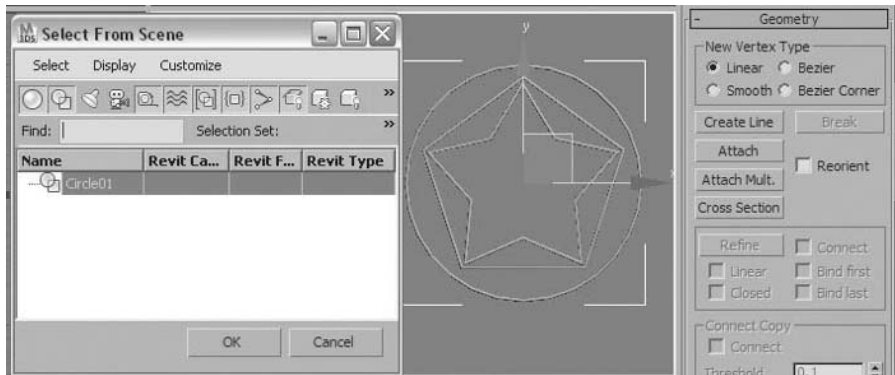 3DS Select From Scene
Select Display Customize
Find: Selection Set:
Name Revit Ca... Revit F... Revit Type
Circle01
OK Cancel
y
x
- Geometry
New Vertex Type
Linear Bezier
Smooth Bezier Corner
Create Line Break
Attach
Reorient
Attach Mult.
Cross Section
Refine Connect
Linear Bind first
Closed Bind last
Connect Copy
Connect
Threshold 0.1